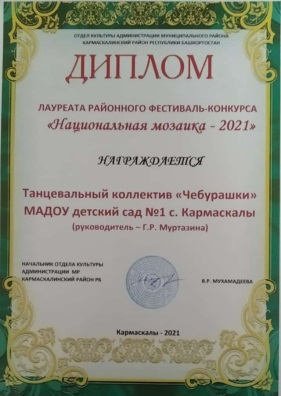 ОТДЕЛ КУЛЬТУРЫ АДМИНИСТРАЦИИ МУНИЦИПАЛЬНОГО РАЙОНА
КАРМАСКАЛИНСКИЙ РАЙОН РЕСПУБЛИКИ БАШКОРТОСТАН
ДИПЛОМ
ЛАУРЕАТА РАЙОННОГО ФЕСТИВАЛЬ-КОНКУРСА
«Национальная мозаика - 2021»
НАГРАЖДАЕТСЯ
Танцевальный коллектив «Чебурашки»
МАДОУ детский сад №1 с. Кармаскалы
(руководитель – Г.Р. Муртазина)
НАЧАЛЬНИК ОТДЕЛА КУЛЬТУРЫ
АДМИНИСТРАЦИИ МР
КАРМАСКАЛИНСКИЙ РАЙОН РБ
В.Р. МУХАМАДЕЕВА
Кармаскалы - 2021